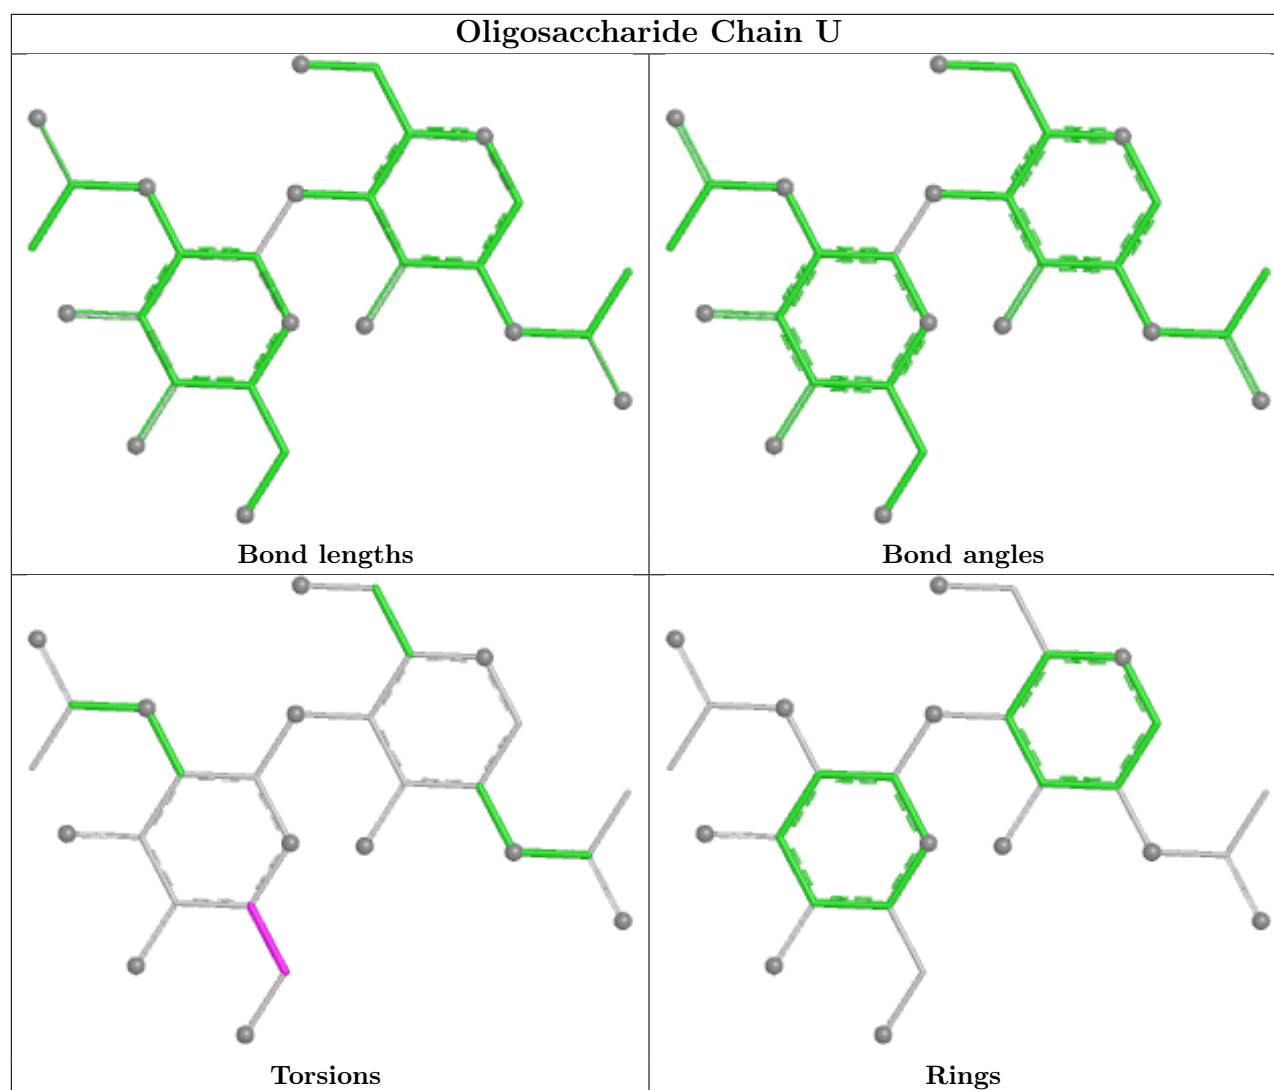 Oligosaccharide Chain U
Bond lengths
Bond angles
Torsions
Rings